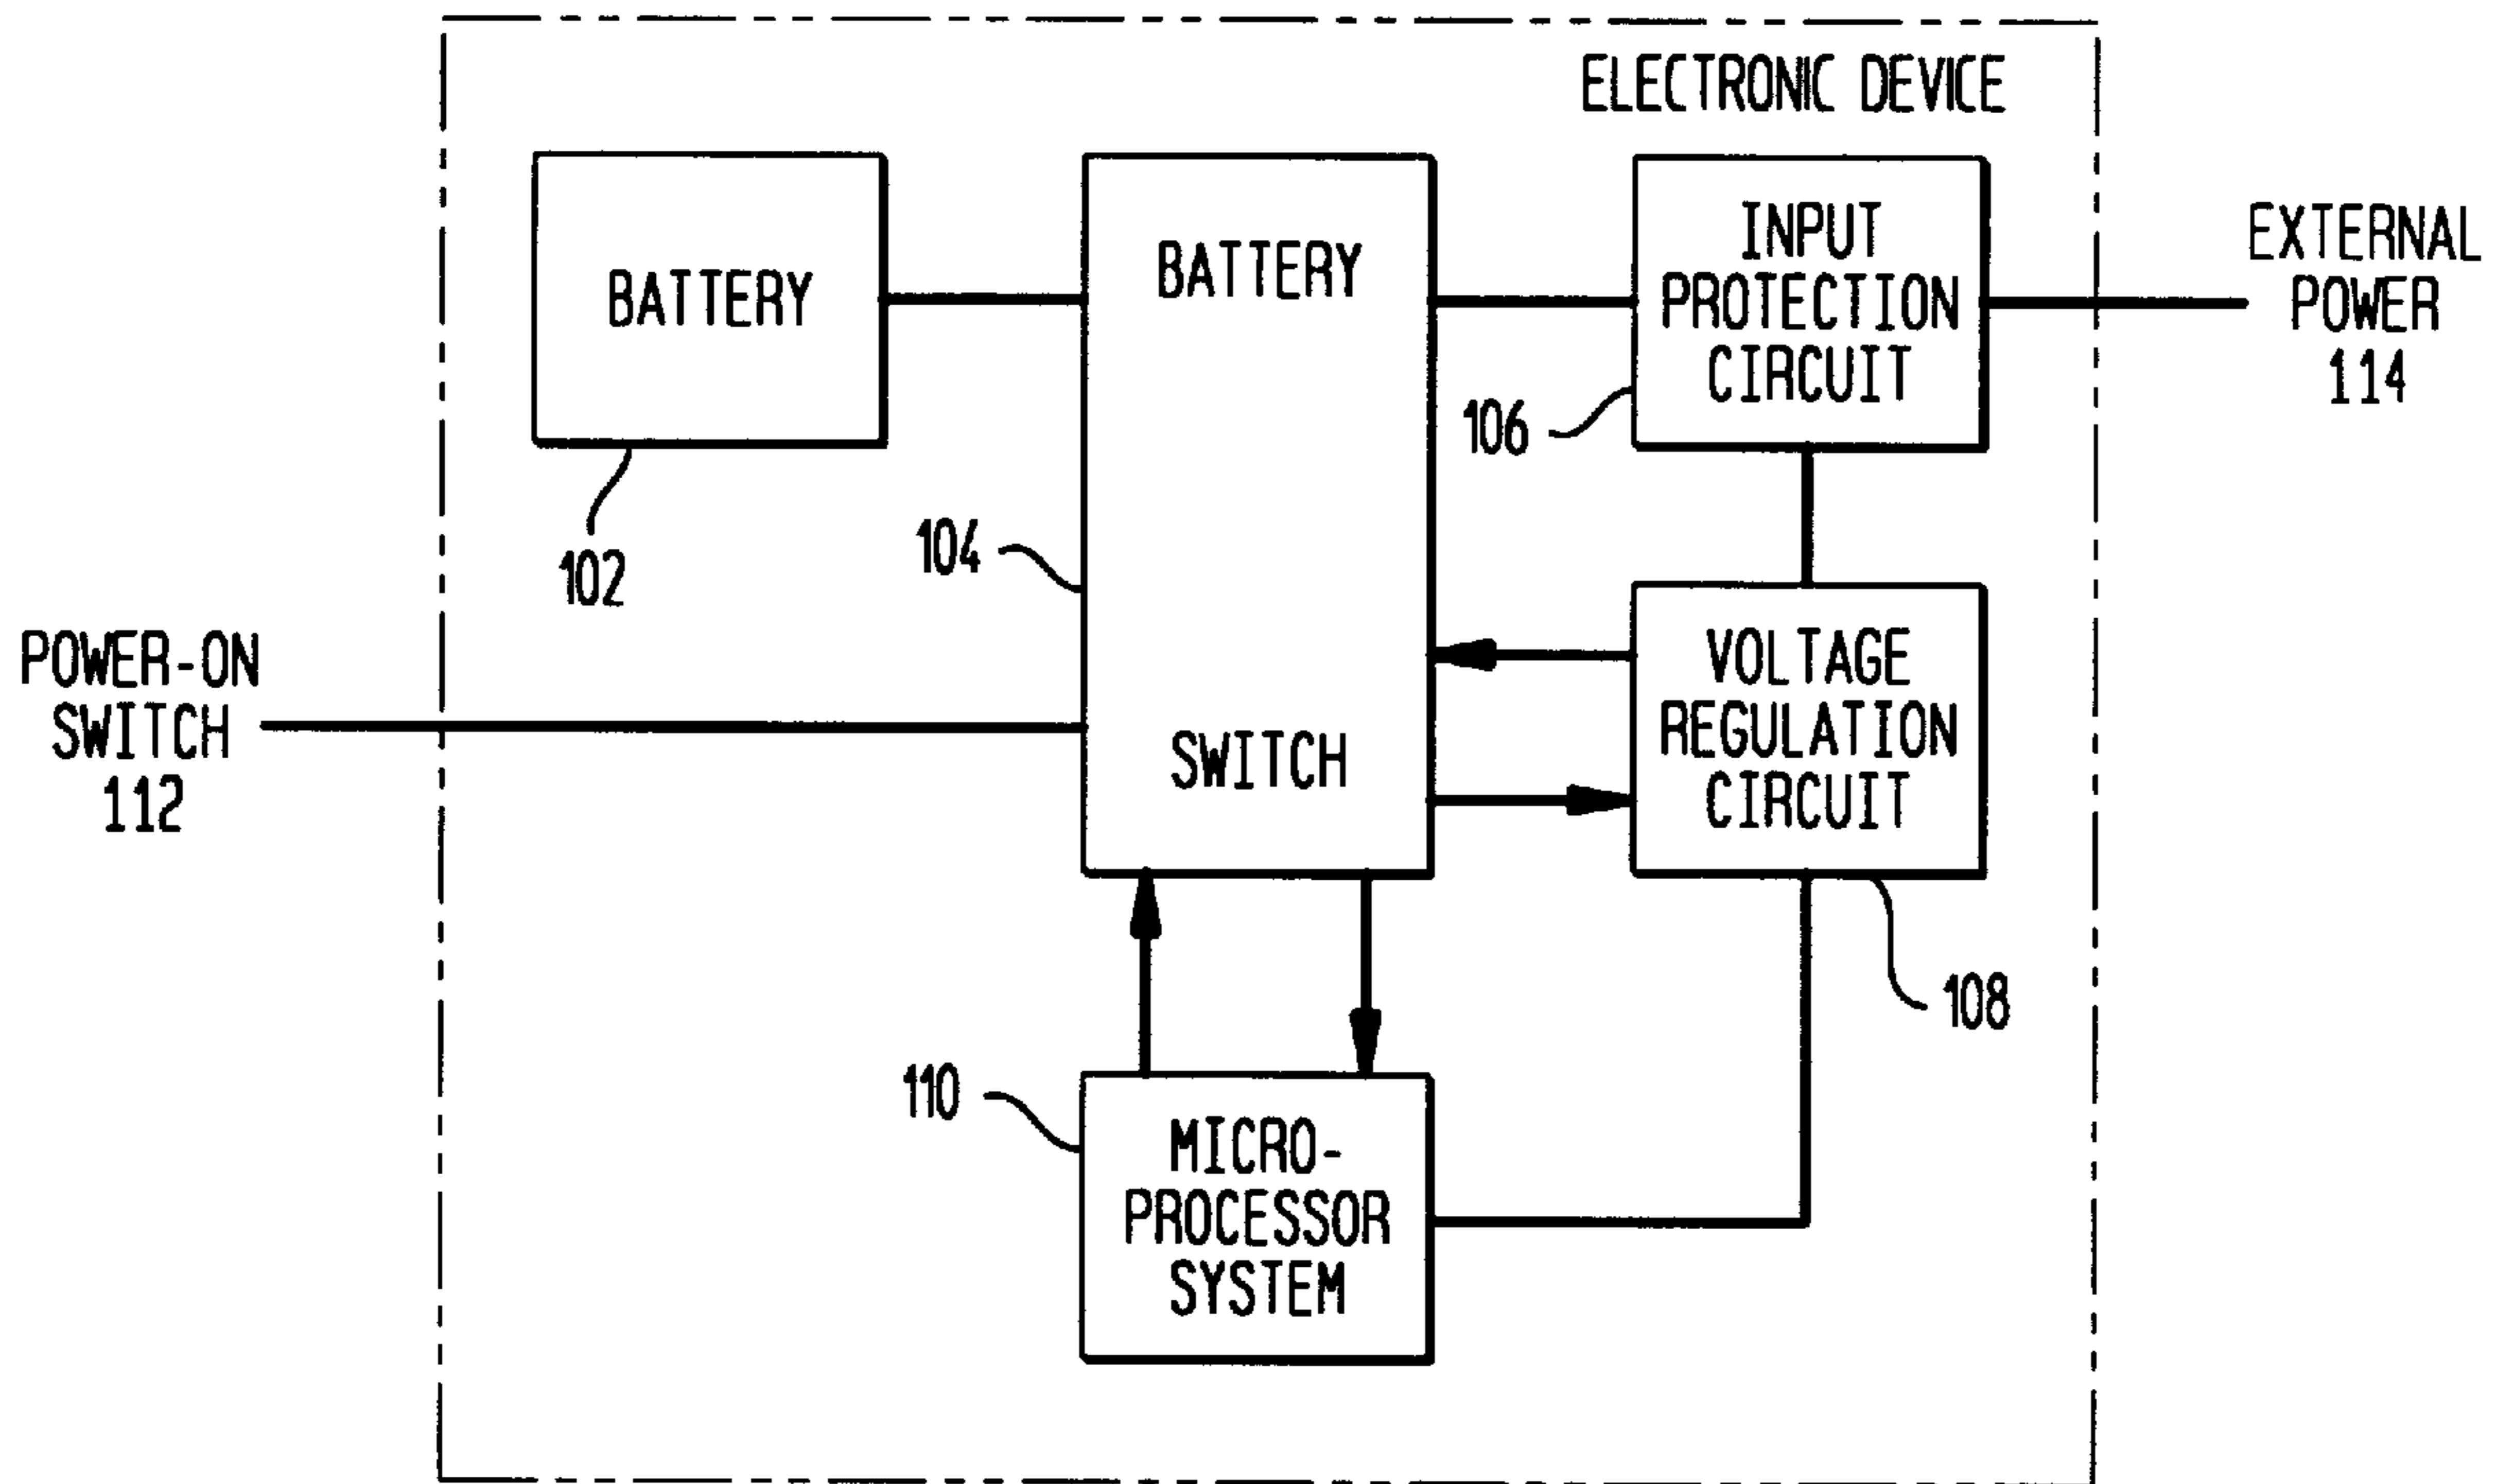 ELECTRONIC DEVICE
BATTERY
102
BATTERY
SWITCH
104
INPUT
PROTECTION
CIRCUIT
106
EXTERNAL
POWER
114
POWER-ON
SWITCH
112
VOLTAGE
REGULATION
CIRCUIT
108
110
MICRO-
PROCESSOR
SYSTEM